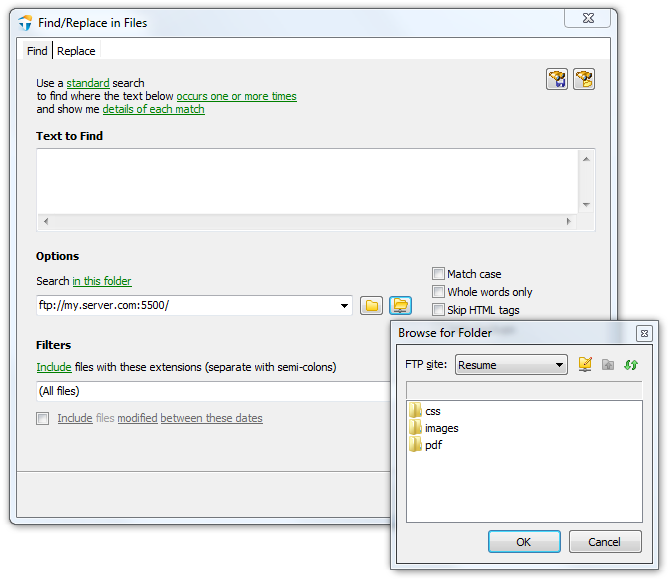 Find/Replace in Files
Find Replace
Use a standard search
to find where the text below occurs one or more times
and show me details of each match
Text to Find
Options
Search in this folder
ftp://my.server.com:5500/
Match case
Whole words only
Skip HTML tags
Filters
Include files with these extensions (separate with semi-colons)
(All files)
Include files modified between these dates
Browse for Folder
FTP site: Resume
css
images
pdf
OK Cancel